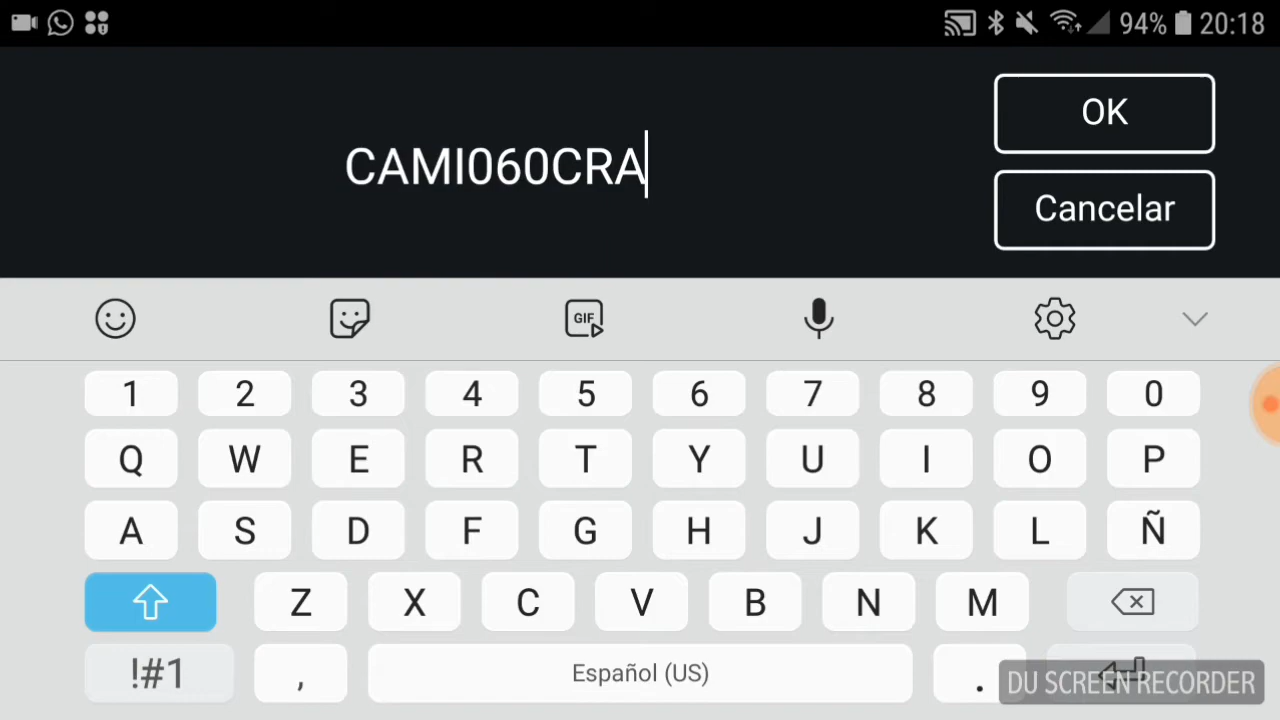 94% 20:18
CAMI060CRA
OK
Cancelar
GIF
1 2 3 4 5 6 7 8 9 0
Q W E R T Y U I O P
A S D F G H J K L Ñ
Z X C V B N M
!#1 , Español (US) .
DU SCREEN RECORDER